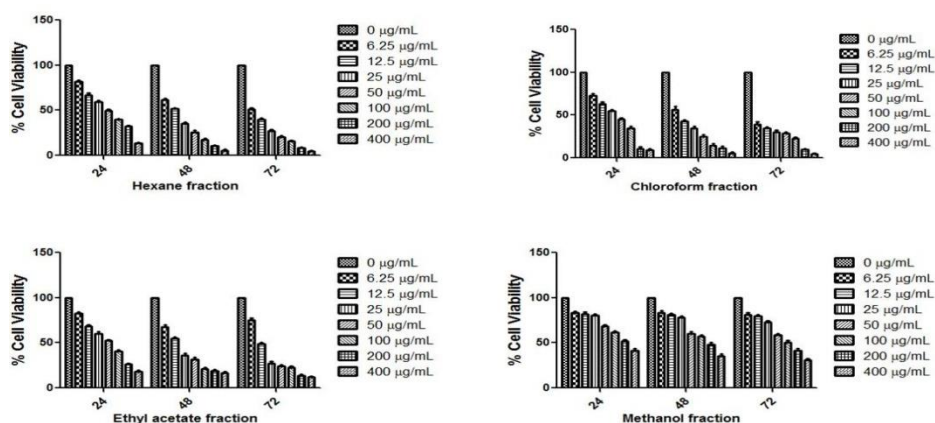 150
100
50
0
% Cell Viability
24
48
72
Hexane fraction
0 µg/mL
6.25 µg/mL
12.5 µg/mL
25 µg/mL
50 µg/mL
100 µg/mL
200 µg/mL
400 µg/mL
150
100
50
0
% Cell Viability
24
48
72
Chloroform fraction
0 µg/mL
6.25 µg/mL
12.5 µg/mL
25 µg/mL
50 µg/mL
100 µg/mL
200 µg/mL
400 µg/mL
150
100
50
0
% Cell Viability
24
48
72
Ethyl acetate fraction
0 µg/mL
6.25 µg/mL
12.5 µg/mL
25 µg/mL
50 µg/mL
100 µg/mL
200 µg/mL
400 µg/mL
150
100
50
0
% Cell Viability
24
48
72
Methanol fraction
0 µg/mL
6.25 µg/mL
12.5 µg/mL
25 µg/mL
50 µg/mL
100 µg/mL
200 µg/mL
400 µg/mL